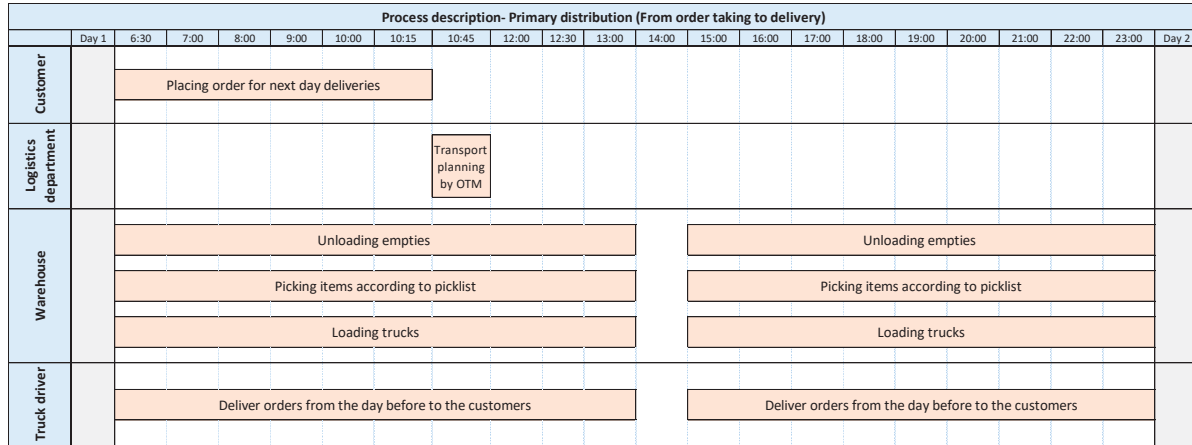 Process description- Primary distribution (From order taking to delivery)
Day 1 6:30 7:00 8:00 9:00 10:00 10:15 10:45 12:00 12:30 13:00 14:00 15:00 16:00 17:00 18:00 19:00 20:00 21:00 22:00 23:00 Day 2
Customer
Placing order for next day deliveries
Logistics
department
Transport
planning
by OTM
Warehouse
Unloading empties
Unloading empties
Picking items according to picklist
Picking items according to picklist
Loading trucks
Loading trucks
Truck driver
Deliver orders from the day before to the customers
Deliver orders from the day before to the customers